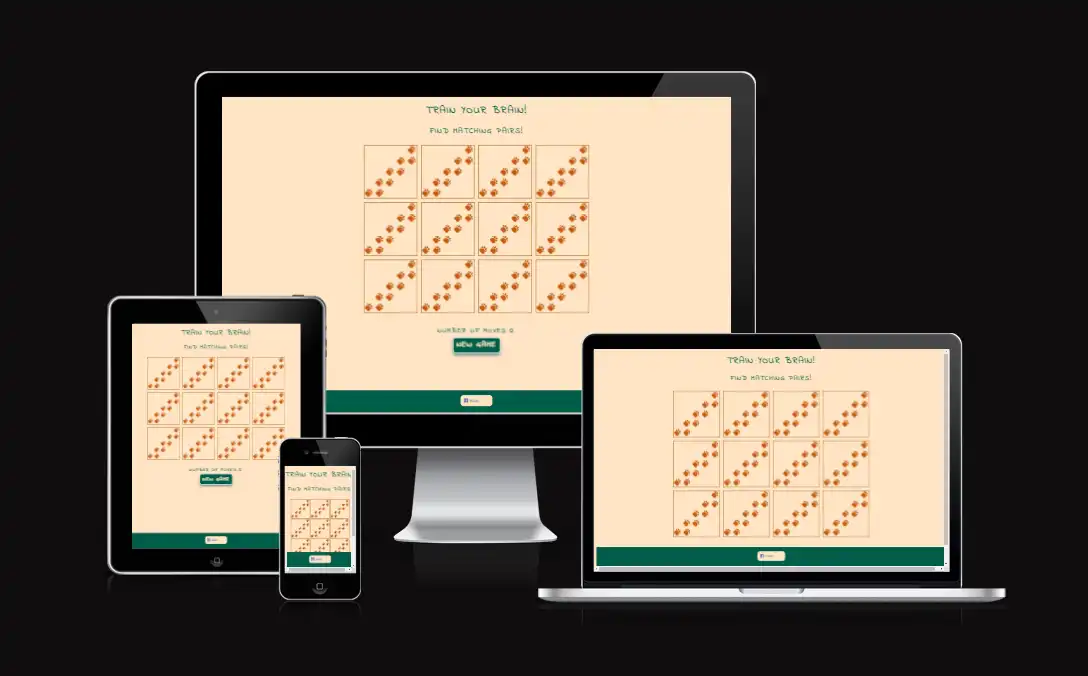 TRAIN YOUR BRAIN!
FIND MATCHING PAIRS!
NUMBER OF MOVES 0
NEW GAME
TRAIN YOUR BRAIN!
FIND MATCHING PAIRS!
NUMBER OF MOVES 0
NEW GAME
TRAIN YOUR BRAIN
FIND MATCHING PAIRS
TRAIN YOUR BRAIN!
FIND MATCHING PAIRS!